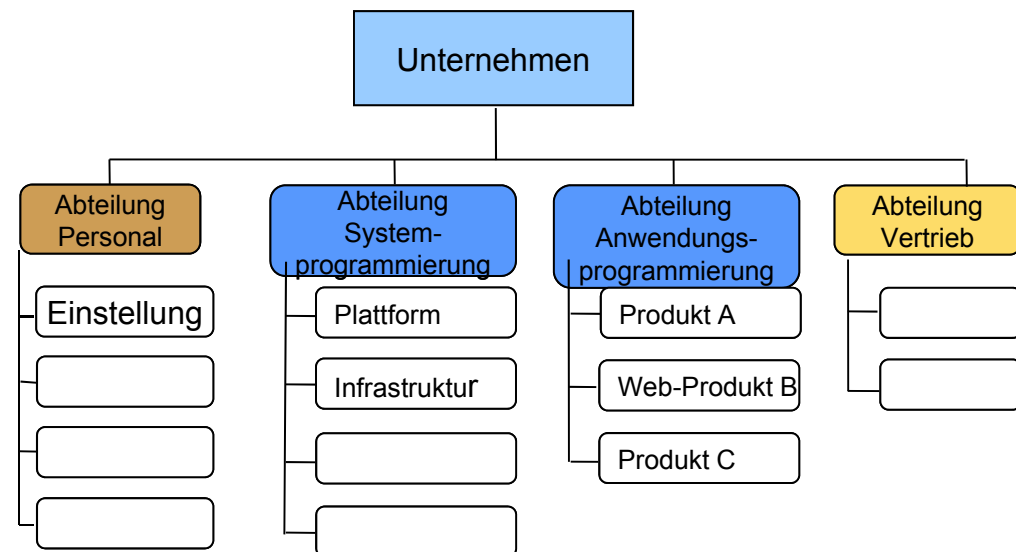 Unternehmen
Abteilung
Personal
Abteilung
System-
programmierung
Abteilung
Anwendungs-
programmierung
Abteilung
Vertrieb
Einstellung
Plattform
Infrastruktur
Produkt A
Web-Produkt B
Produkt C